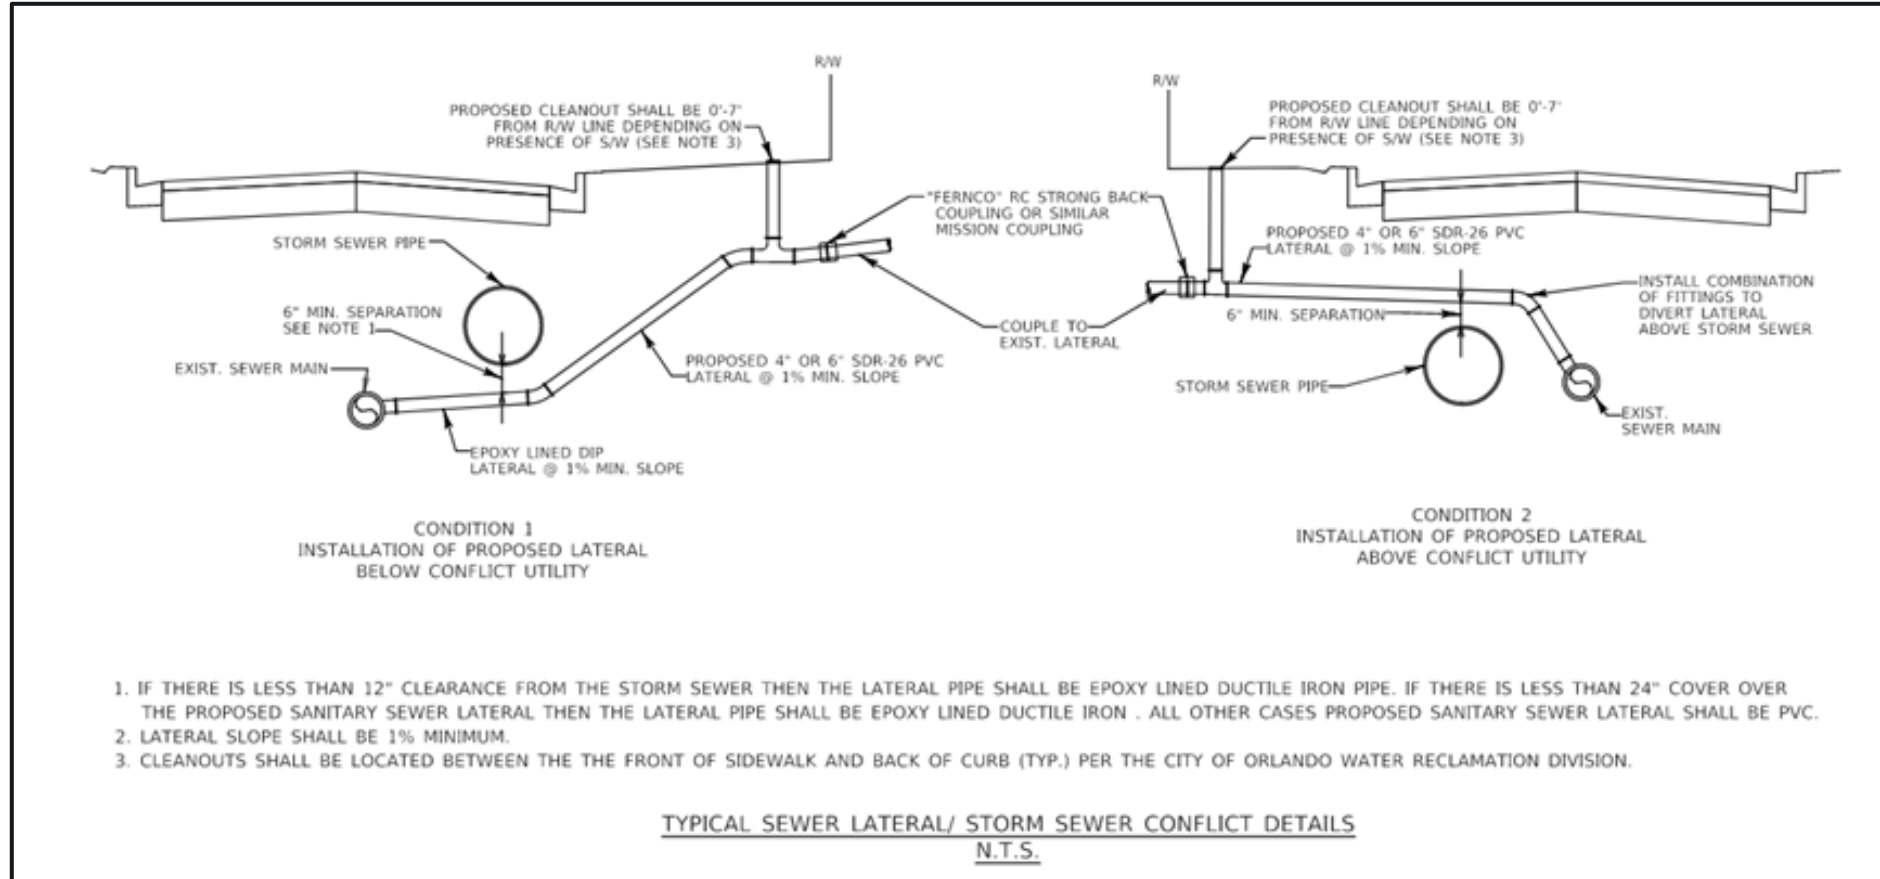 R/W
PROPOSED CLEANOUT SHALL BE 0'-7'
FROM R/W LINE DEPENDING ON
PRESENCE OF S/W (SEE NOTE 3)
STORM SEWER PIPE
6" MIN. SEPARATION
SEE NOTE 1
EXIST. SEWER MAIN
EPOXY LINED DIP
LATERAL @ 1% MIN. SLOPE
PROPOSED 4" OR 6" SDR-26 PVC
LATERAL @ 1% MIN. SLOPE
"FERNCO" RC STRONG BACK
COUPLING OR SIMILAR
MISSION COUPLING
COUPLE TO
EXIST. LATERAL
CONDITION 1
INSTALLATION OF PROPOSED LATERAL
BELOW CONFLICT UTILITY
R/W
PROPOSED CLEANOUT SHALL BE 0'-7'
FROM R/W LINE DEPENDING ON
PRESENCE OF S/W (SEE NOTE 3)
PROPOSED 4" OR 6" SDR-26 PVC
LATERAL @ 1% MIN. SLOPE
6" MIN. SEPARATION
INSTALL COMBINATION
OF FITTINGS TO
DIVERT LATERAL
ABOVE STORM SEWER
STORM SEWER PIPE
EXIST.
SEWER MAIN
CONDITION 2
INSTALLATION OF PROPOSED LATERAL
ABOVE CONFLICT UTILITY
1. IF THERE IS LESS THAN 12" CLEARANCE FROM THE STORM SEWER THEN THE LATERAL PIPE SHALL BE EPOXY LINED DUCTILE IRON PIPE. IF THERE IS LESS THAN 24" COVER OVER
THE PROPOSED SANITARY SEWER LATERAL THEN THE LATERAL PIPE SHALL BE EPOXY LINED DUCTILE IRON . ALL OTHER CASES PROPOSED SANITARY SEWER LATERAL SHALL BE PVC.
2. LATERAL SLOPE SHALL BE 1% MINIMUM.
3. CLEANOUTS SHALL BE LOCATED BETWEEN THE THE FRONT OF SIDEWALK AND BACK OF CURB (TYP.) PER THE CITY OF ORLANDO WATER RECLAMATION DIVISION.
TYPICAL SEWER LATERAL/ STORM SEWER CONFLICT DETAILS
N.T.S.